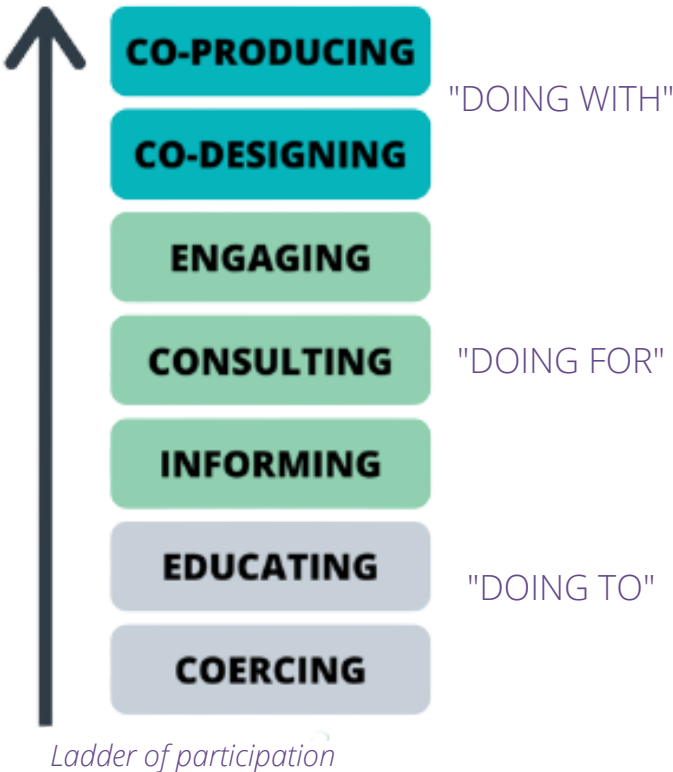 CO-PRODUCING
"DOING WITH"
CO-DESIGNING
ENGAGING
CONSULTING
"DOING FOR"
INFORMING
EDUCATING
"DOING TO"
COERCING
Ladder of participation